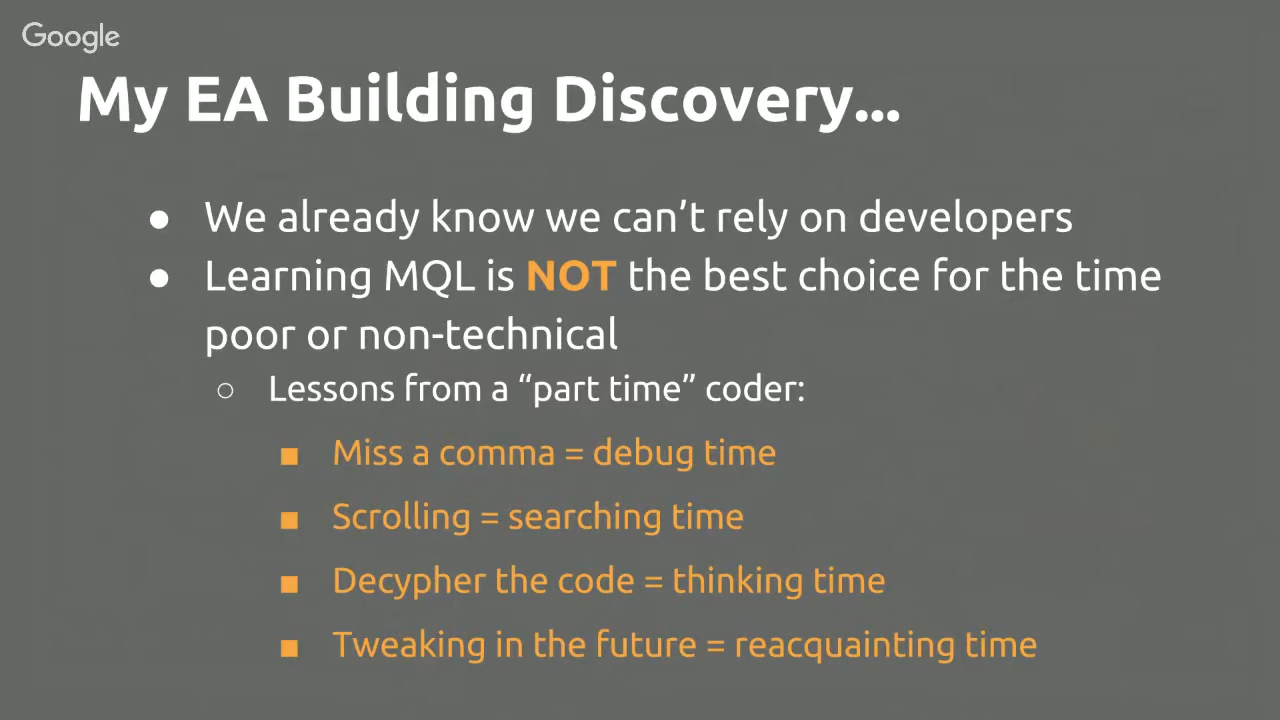 Google
My EA Building Discovery...
● We already know we can’t rely on developers
● Learning MQL is NOT the best choice for the time
poor or non-technical
○ Lessons from a “part time” coder:
■ Miss a comma = debug time
■ Scrolling = searching time
■ Decypher the code = thinking time
■ Tweaking in the future = reacquainting time